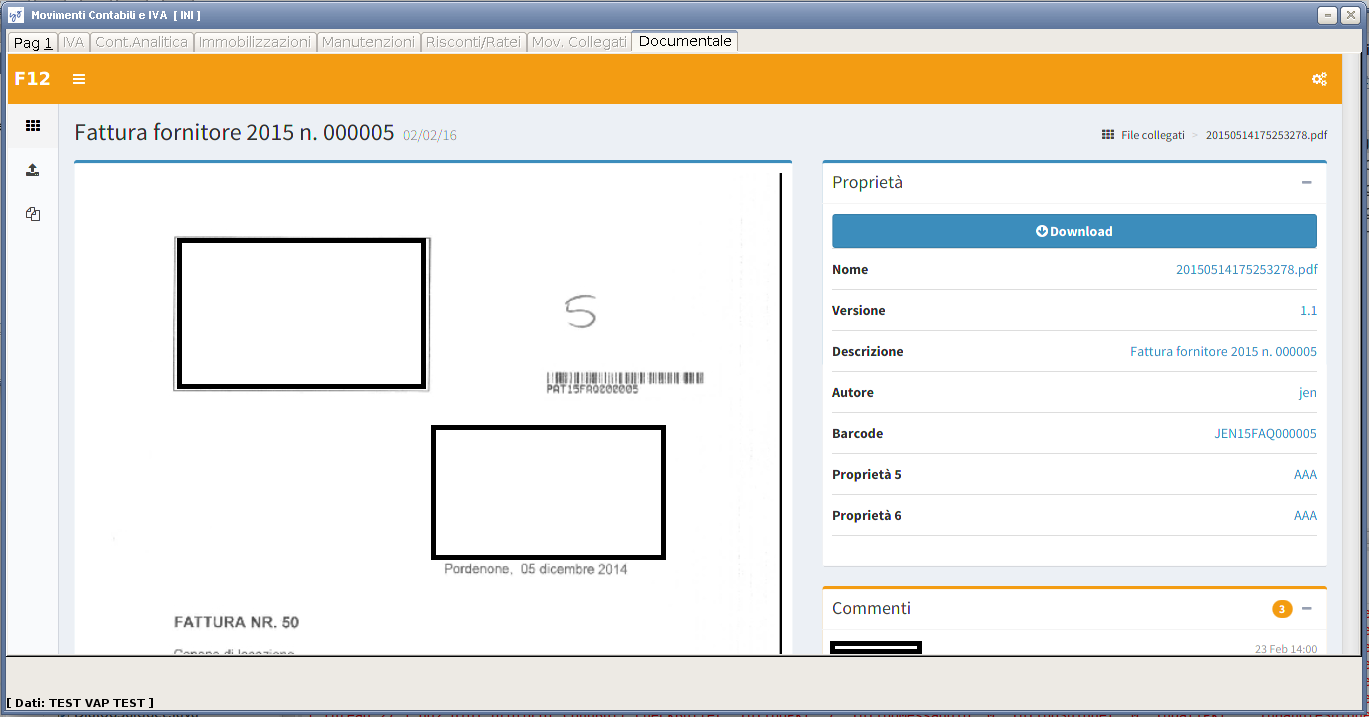 Movimenti Contabili e IVA [ INI ]
Pag 1 IVA Cont.Analitica Immobilizzazioni Manutenzioni Risconti/Ratei Mov. Collegati Documentale
F12
Fattura fornitore 2015 n. 000005 02/02/16
File collegati > 20150514175253278.pdf
5
PAT15FAQ000005
Pordenone, 05 dicembre 2014
FATTURA NR. 50
Canone di locazione
Proprietà
Download
Nome 20150514175253278.pdf
Versione 1.1
Descrizione Fattura fornitore 2015 n. 000005
Autore jen
Barcode JEN15FAQ000005
Proprietà 5 AAA
Proprietà 6 AAA
Commenti 3
23 Feb 14:00
[ Dati: TEST VAP TEST ]